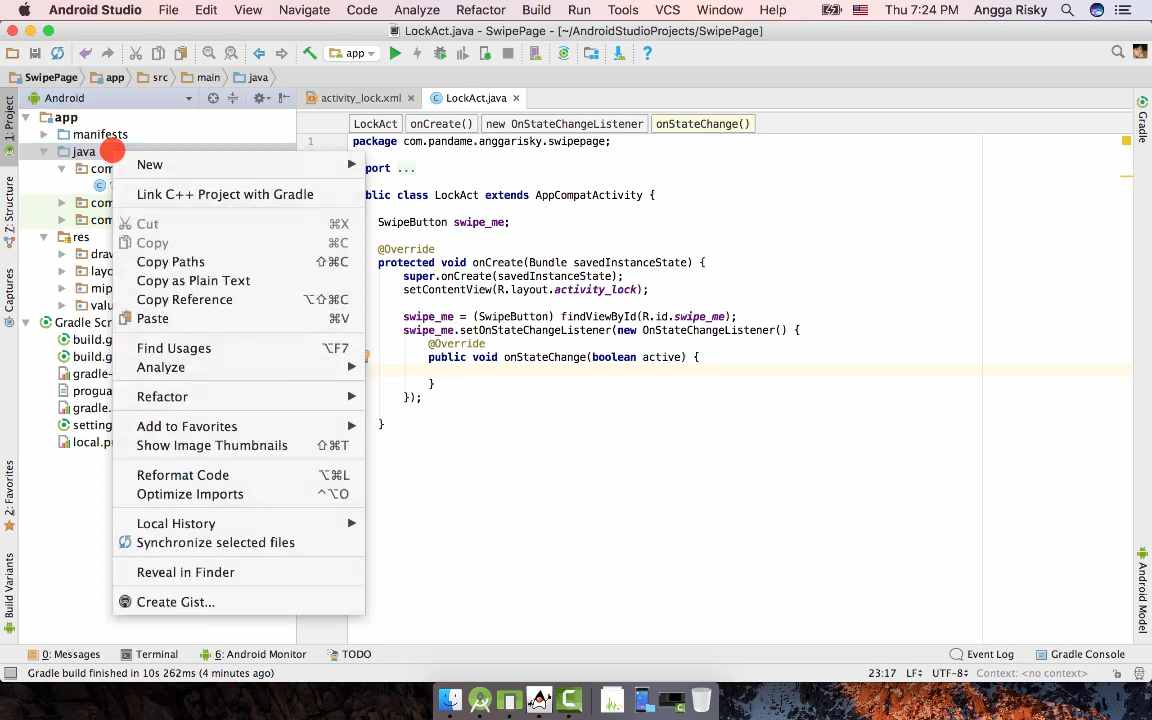 Android Studio File Edit View Navigate Code Analyze Refactor Build Run Tools VCS Window Help Thu 7:24 PM Angga Risky
LockAct.java - SwipePage - [~/AndroidStudioProjects/SwipePage]
app
SwipePage app src main java
Android
activity_lock.xml LockAct.java
1: Project
Z: Structure
Captures
2: Favorites
Build Variants
app
manifests
java
com
com
com
res
draw
layo
mip
valu
Gradle Scr
build.g
build.g
gradle-
progua
gradle.
setting
local.p
New
Link C++ Project with Gradle
Cut ⌘X
Copy ⌘C
Copy Paths ⇧⌘C
Copy as Plain Text
Copy Reference ⌥⇧⌘C
Paste ⌘V
Find Usages ⌥F7
Analyze
Refactor
Add to Favorites
Show Image Thumbnails ⇧⌘T
Reformat Code ⌥⌘L
Optimize Imports ^⌥O
Local History
Synchronize selected files
Reveal in Finder
Create Gist...
LockAct onCreate() new OnStateChangeListener onStateChange()
1
package com.pandame.anggarisky.swipepage;
port ...
blic class LockAct extends AppCompatActivity {
SwipeButton swipe_me;
@Override
protected void onCreate(Bundle savedInstanceState) {
super.onCreate(savedInstanceState);
setContentView(R.layout.activity_lock);
swipe_me = (SwipeButton) findViewById(R.id.swipe_me);
swipe_me.setOnStateChangeListener(new OnStateChangeListener() {
@Override
public void onStateChange(boolean active) {
}
});
}
Gradle
Android Model
0: Messages Terminal 6: Android Monitor TODO Event Log Gradle Console
Gradle build finished in 10s 262ms (4 minutes ago) 23:17 LF÷ UTF-8÷ Context: <no context>